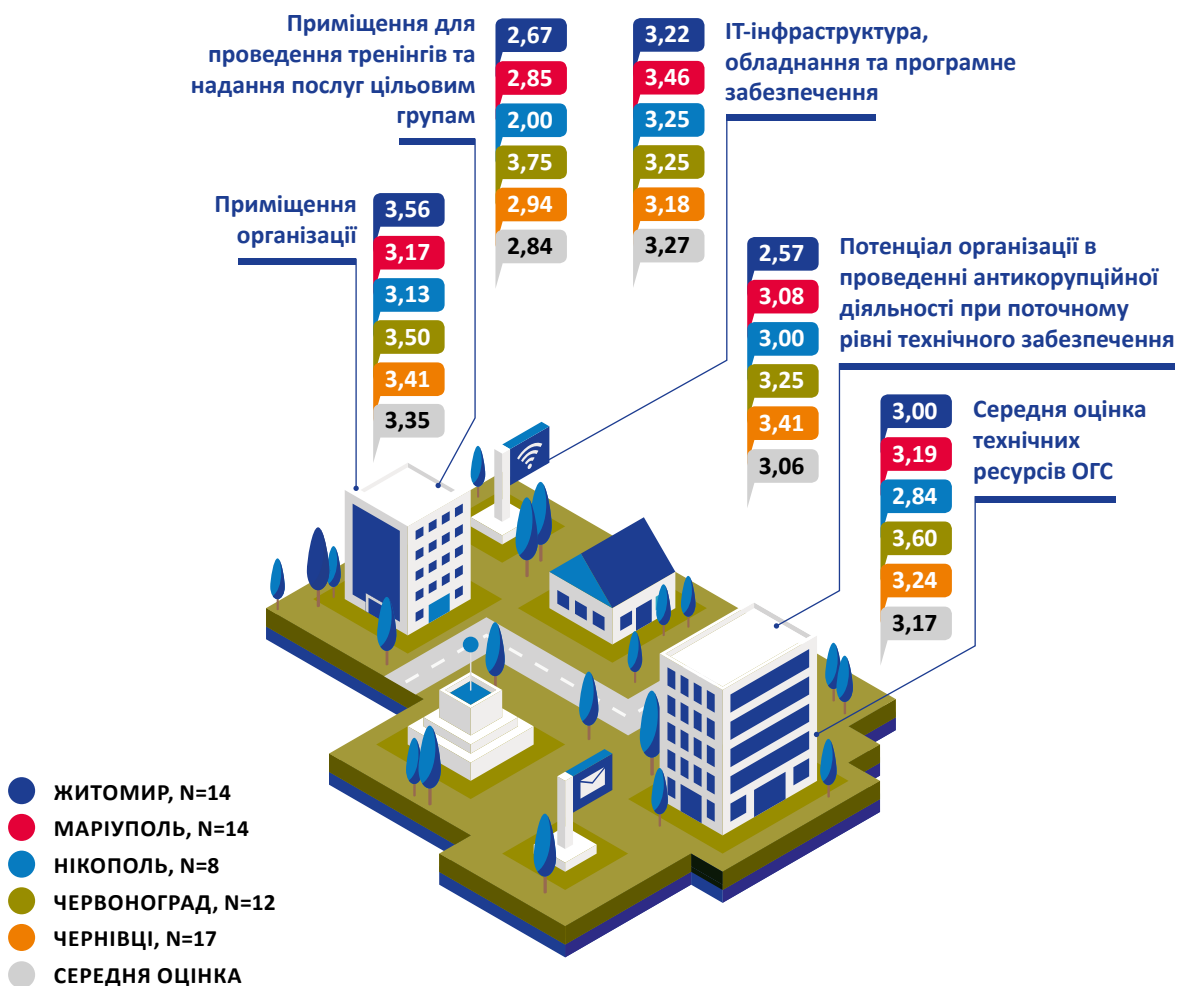 Приміщення для
проведення тренінгів та
надання послуг цільовим
групам
2,67
2,85
2,00
3,75
2,94
2,84
3,22
3,46
3,25
3,25
3,18
3,27
ІТ-інфраструктура,
обладнання та програмне
забезпечення
Приміщення
організації
3,56
3,17
3,13
3,50
3,41
3,35
2,57
3,08
3,00
3,25
3,41
3,06
Потенціал організації в
проведенні антикорупційної
діяльності при поточному
рівні технічного забезпечення
3,00
3,19
2,84
3,60
3,24
3,17
Середня оцінка
технічних
ресурсів ОГС
ЖИТОМИР, N=14
МАРІУПОЛЬ, N=14
НІКОПОЛЬ, N=8
ЧЕРВОНОГРАД, N=12
ЧЕРНІВЦІ, N=17
СЕРЕДНЯ ОЦІНКА